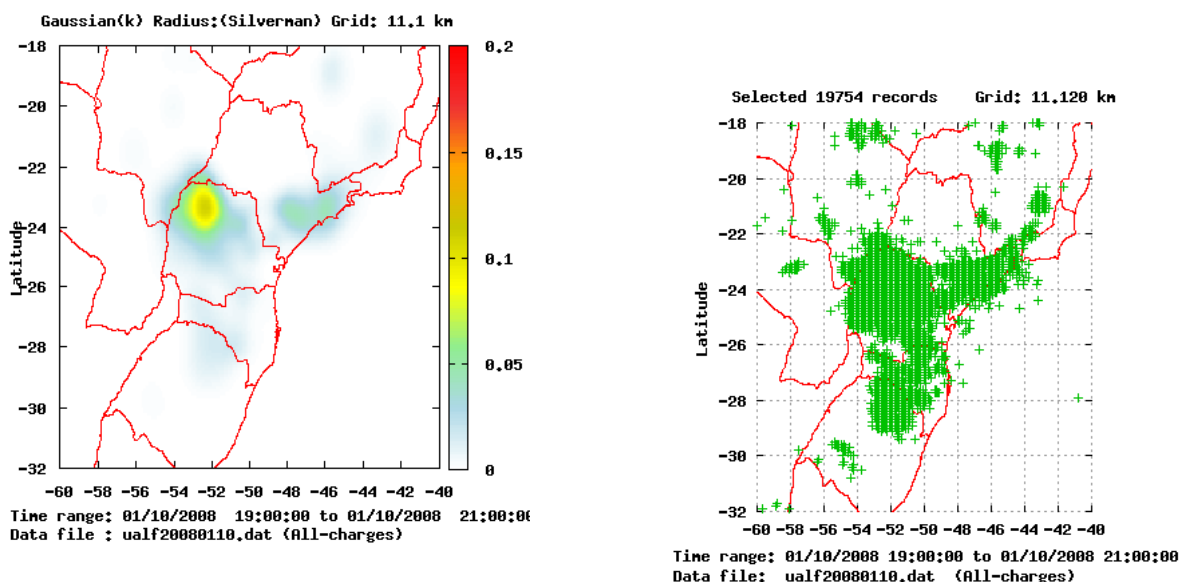 Gaussian(k) Radius:(Silverman) Grid: 11.1 km
-18
-20
-22
-24
-26
-28
-30
-32
Latitude
-60 -58 -56 -54 -52 -50 -48 -46 -44 -42 -40
0.2
0.15
0.1
0.05
0
Time range: 01/10/2008 19:00:00 to 01/10/2008 21:00:00
Data file : ualf20080110.dat (All-charges)
Selected 19754 records Grid: 11.120 km
-18
-20
-22
-24
-26
-28
-30
-32
Latitude
-60 -58 -56 -54 -52 -50 -48 -46 -44 -42 -40
Time range: 01/10/2008 19:00:00 to 01/10/2008 21:00:00
Data file: ualf20080110.dat (All-charges)